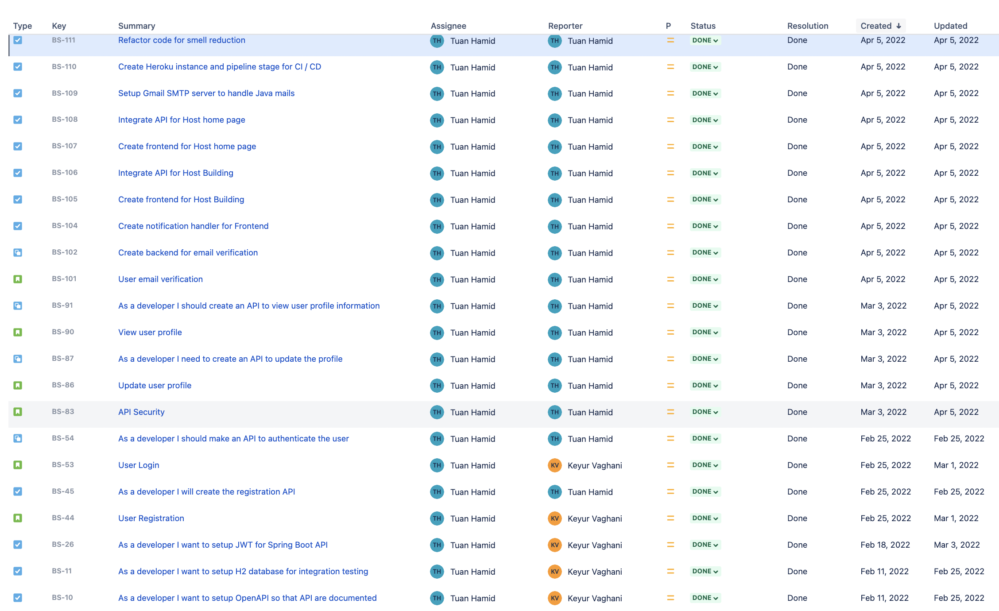 Type Key Summary Assignee Reporter P Status Resolution Created ↓ Updated
BS-111 Refactor code for smell reduction TH Tuan Hamid TH Tuan Hamid DONE Done Apr 5, 2022 Apr 5, 2022
BS-110 Create Heroku instance and pipeline stage for CI / CD TH Tuan Hamid TH Tuan Hamid DONE Done Apr 5, 2022 Apr 5, 2022
BS-109 Setup Gmail SMTP server to handle Java mails TH Tuan Hamid TH Tuan Hamid DONE Done Apr 5, 2022 Apr 5, 2022
BS-108 Integrate API for Host home page TH Tuan Hamid TH Tuan Hamid DONE Done Apr 5, 2022 Apr 5, 2022
BS-107 Create frontend for Host home page TH Tuan Hamid TH Tuan Hamid DONE Done Apr 5, 2022 Apr 5, 2022
BS-106 Integrate API for Host Building TH Tuan Hamid TH Tuan Hamid DONE Done Apr 5, 2022 Apr 5, 2022
BS-105 Create frontend for Host Building TH Tuan Hamid TH Tuan Hamid DONE Done Apr 5, 2022 Apr 5, 2022
BS-104 Create notification handler for Frontend TH Tuan Hamid TH Tuan Hamid DONE Done Apr 5, 2022 Apr 5, 2022
BS-102 Create backend for email verification TH Tuan Hamid TH Tuan Hamid DONE Done Apr 5, 2022 Apr 5, 2022
BS-101 User email verification TH Tuan Hamid TH Tuan Hamid DONE Done Apr 5, 2022 Apr 5, 2022
BS-91 As a developer I should create an API to view user profile information TH Tuan Hamid TH Tuan Hamid DONE Done Mar 3, 2022 Apr 5, 2022
BS-90 View user profile TH Tuan Hamid TH Tuan Hamid DONE Done Mar 3, 2022 Apr 5, 2022
BS-87 As a developer I need to create an API to update the profile TH Tuan Hamid TH Tuan Hamid DONE Done Mar 3, 2022 Apr 5, 2022
BS-86 Update user profile TH Tuan Hamid TH Tuan Hamid DONE Done Mar 3, 2022 Apr 5, 2022
BS-83 API Security TH Tuan Hamid TH Tuan Hamid DONE Done Mar 3, 2022 Apr 5, 2022
BS-54 As a developer I should make an API to authenticate the user TH Tuan Hamid TH Tuan Hamid DONE Done Feb 25, 2022 Feb 25, 2022
BS-53 User Login TH Tuan Hamid KV Keyur Vaghani DONE Done Feb 25, 2022 Mar 1, 2022
BS-45 As a developer I will create the registration API TH Tuan Hamid TH Tuan Hamid DONE Done Feb 25, 2022 Feb 25, 2022
BS-44 User Registration TH Tuan Hamid KV Keyur Vaghani DONE Done Feb 25, 2022 Mar 1, 2022
BS-26 As a developer I want to setup JWT for Spring Boot API TH Tuan Hamid KV Keyur Vaghani DONE Done Feb 18, 2022 Mar 3, 2022
BS-11 As a developer I want to setup H2 database for integration testing TH Tuan Hamid KV Keyur Vaghani DONE Done Feb 11, 2022 Feb 25, 2022
BS-10 As a developer I want to setup OpenAPI so that API are documented TH Tuan Hamid KV Keyur Vaghani DONE Done Feb 11, 2022 Feb 25, 2022